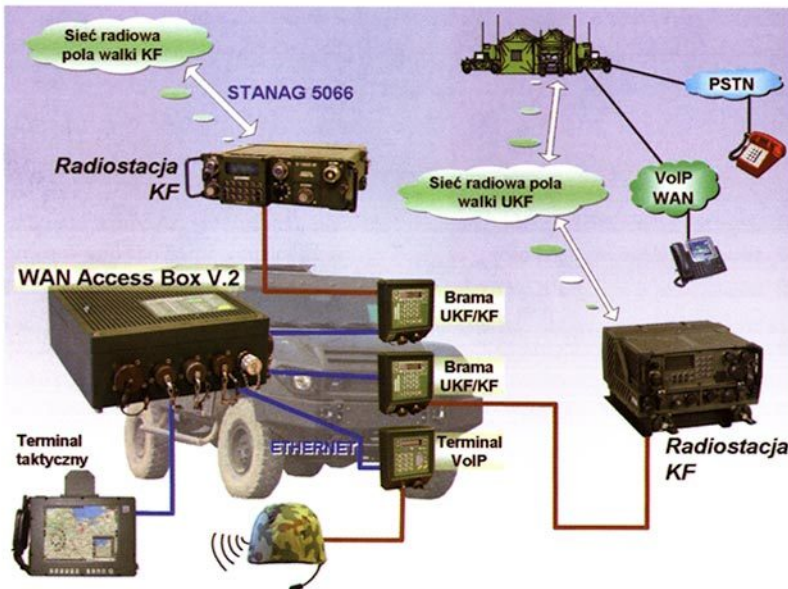 Sieć radiowa
pola walki KF
STANAG 5066
Radiostacja
KF
PSTN
Sieć radiowa pola
walki UKF
VoIP
WAN
WAN Access Box V.2
Brama
UKF/KF
Brama
UKF/KF
Terminal
taktyczny
ETHERNET
Terminal
VoIP
Radiostacja
KF